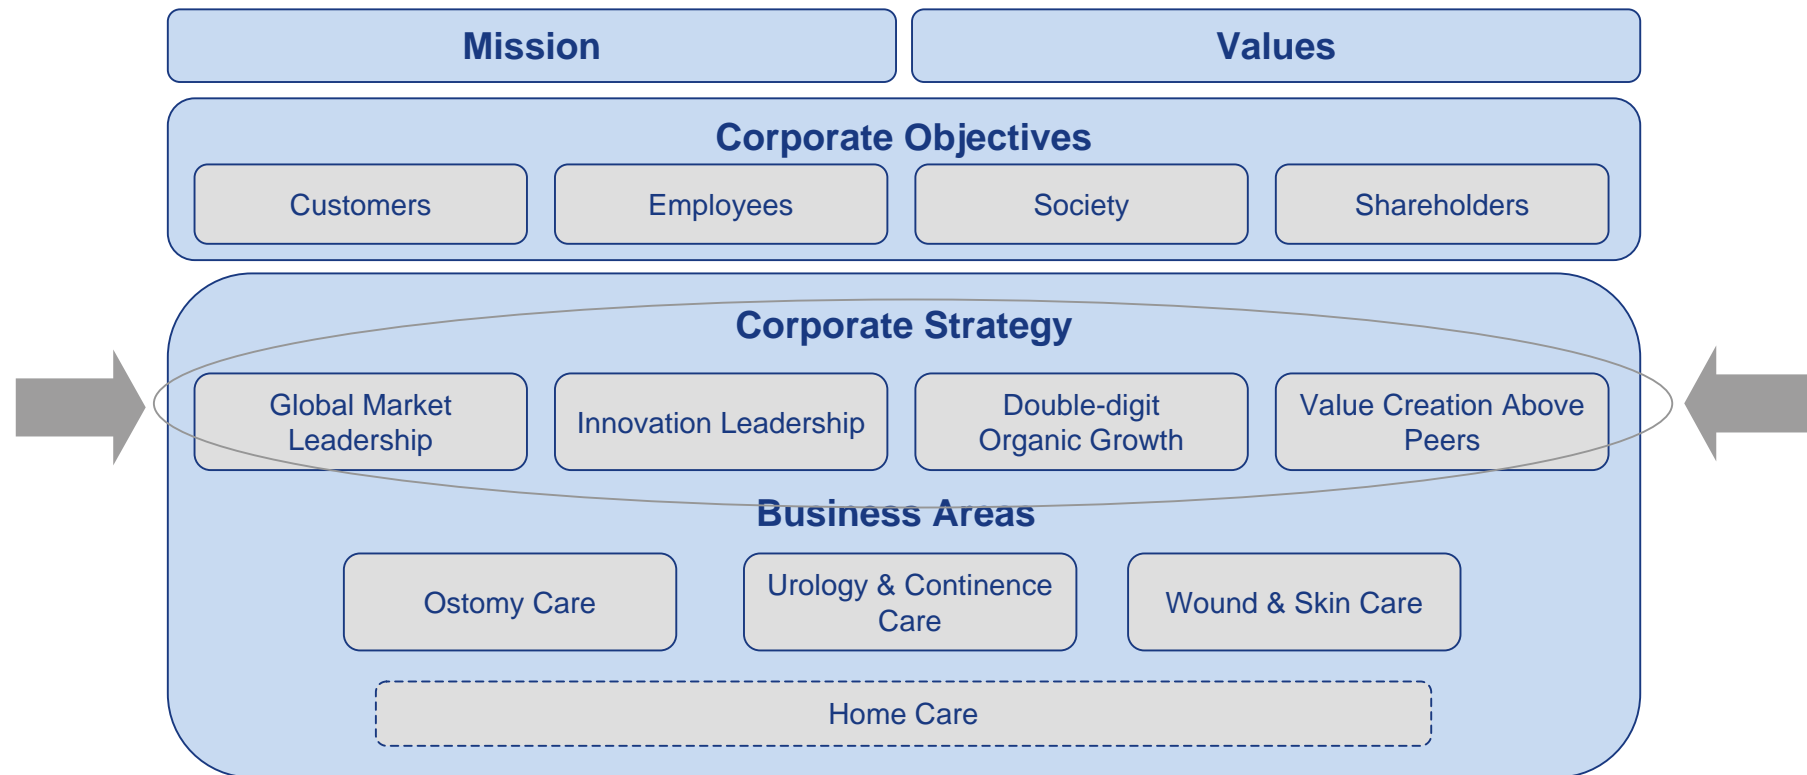 Mission
Values
Corporate Objectives
Customers
Employees
Society
Shareholders
Corporate Strategy
Global Market
Leadership
Innovation Leadership
Double-digit
Organic Growth
Value Creation Above
Peers
Business Areas
Ostomy Care
Urology & Continence
Care
Wound & Skin Care
Home Care